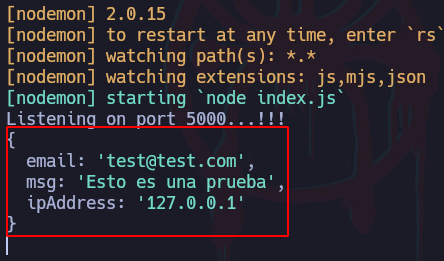 [nodemon] 2.0.15
[nodemon] to restart at any time, enter `rs`
[nodemon] watching path(s): *.*
[nodemon] watching extensions: js,mjs,json
[nodemon] starting `node index.js`
Listening on port 5000...!!!
{
  email: 'test@test.com',
  msg: 'Esto es una prueba',
  ipAddress: '127.0.0.1'
}